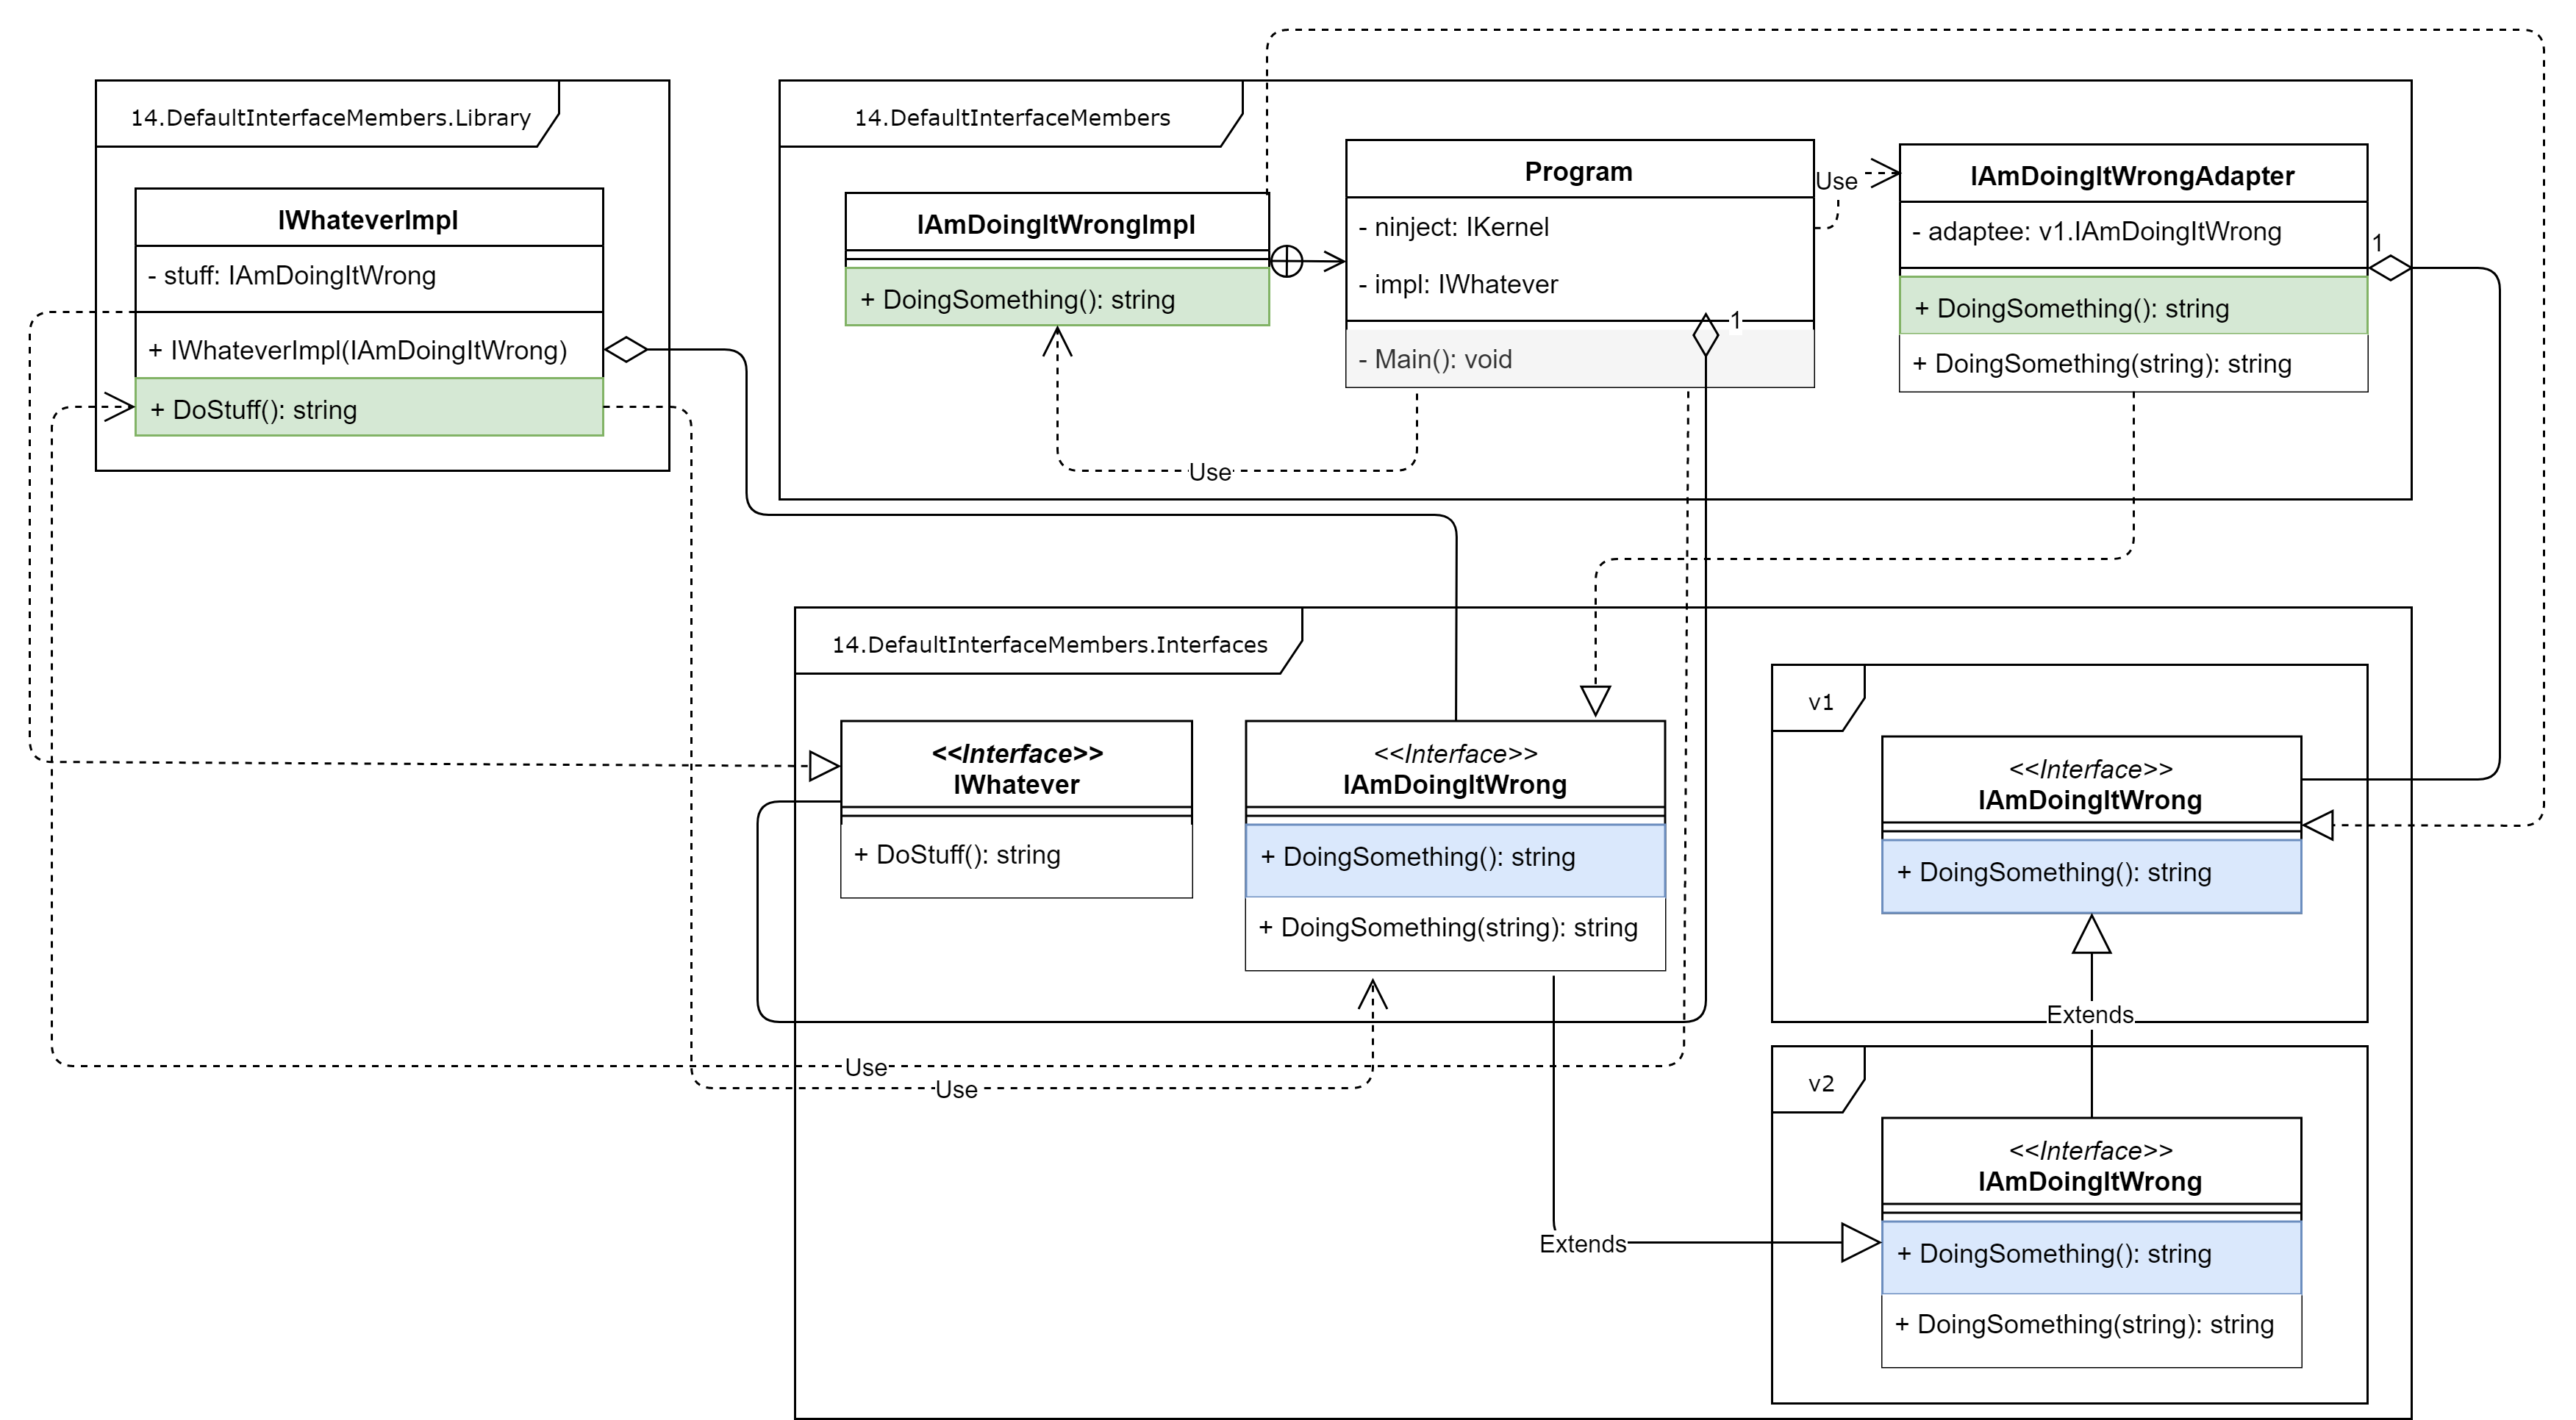 14.DefaultInterfaceMembers.Library
IWhateverImpl
- stuff: IAmDoingItWrong
+ IWhateverImpl(IAmDoingItWrong)
+ DoStuff(): string
14.DefaultInterfaceMembers
IAmDoingItWrongImpl
+ DoingSomething(): string
Program
- ninject: IKernel
- impl: IWhatever
1
- Main(): void
Use
Use
IAmDoingItWrongAdapter
- adaptee: v1.IAmDoingItWrong
1
+ DoingSomething(): string
+ DoingSomething(string): string
14.DefaultInterfaceMembers.Interfaces
<<Interface>>
IWhatever
+ DoStuff(): string
<<Interface>>
IAmDoingItWrong
+ DoingSomething(): string
+ DoingSomething(string): string
v1
<<Interface>>
IAmDoingItWrong
+ DoingSomething(): string
Extends
Use
Use
v2
<<Interface>>
IAmDoingItWrong
+ DoingSomething(): string
+ DoingSomething(string): string
Extends